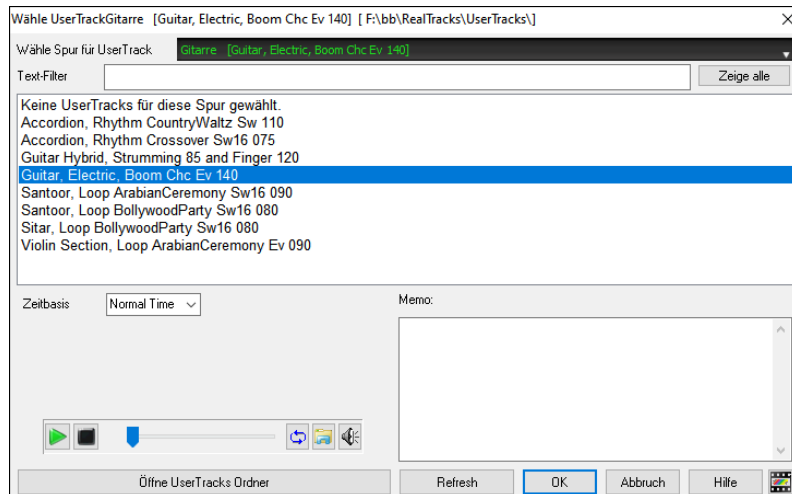 Wähle UserTrackGitarre [Guitar, Electric, Boom Chc Ev 140] [ F:\bb\RealTracks\UserTracks\]
Wähle Spur für UserTrack Gitarre [Guitar, Electric, Boom Chc Ev 140]
Text-Filter Zeige alle
Keine UserTracks für diese Spur gewählt.
Accordion, Rhythm CountryWaltz Sw 110
Accordion, Rhythm Crossover Sw16 075
Guitar Hybrid, Strumming 85 and Finger 120
Guitar, Electric, Boom Chc Ev 140
Santoor, Loop ArabianCeremony Sw16 090
Santoor, Loop BollywoodParty Sw16 080
Sitar, Loop BollywoodParty Sw16 080
Violin Section, Loop ArabianCeremony Ev 090
Zeitbasis Normal Time Memo:
Öffne UserTracks Ordner Refresh OK Abbruch Hilfe